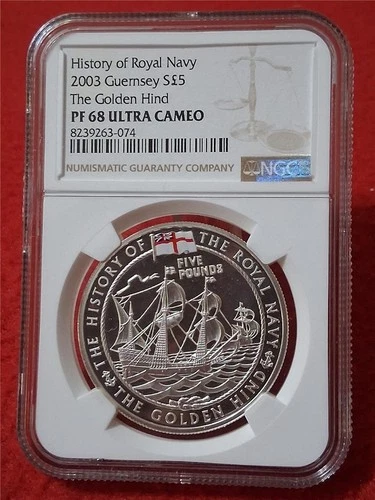 History of Royal Navy
2003 Guernsey S£5
The Golden Hind
PF 68 ULTRA CAMEO
8239263-074
NUMISMATIC GUARANTY COMPANY
NGC
THE HISTORY OF THE ROYAL NAVY
FIVE
POUNDS
THE GOLDEN HIND